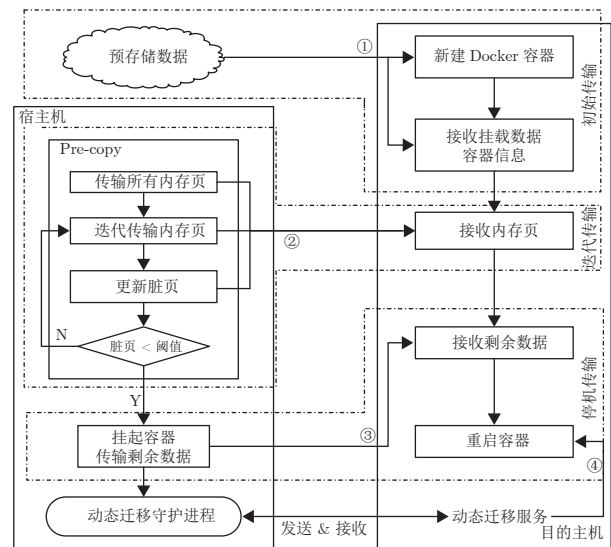 预存储数据
①
新建 Docker 容器
初始传输
宿主机
接收挂载数据
容器信息
Pre-copy
传输所有内存页
迭代传输内存页
②
接收内存页
迭代传输
更新脏页
N
脏页 < 阈值
接收剩余数据
停机传输
Y
挂起容器
传输剩余数据
③
重启容器
④
动态迁移守护进程
发送 & 接收
动态迁移服务
目的主机